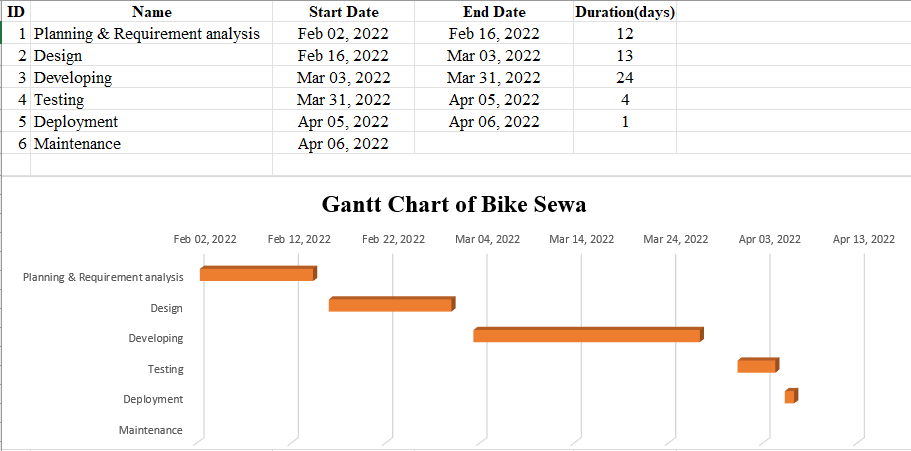 ID Name Start Date End Date Duration(days)
1 Planning & Requirement analysis Feb 02, 2022 Feb 16, 2022 12
2 Design Feb 16, 2022 Mar 03, 2022 13
3 Developing Mar 03, 2022 Mar 31, 2022 24
4 Testing Mar 31, 2022 Apr 05, 2022 4
5 Deployment Apr 05, 2022 Apr 06, 2022 1
6 Maintenance Apr 06, 2022
Gantt Chart of Bike Sewa
Feb 02, 2022 Feb 12, 2022 Feb 22, 2022 Mar 04, 2022 Mar 14, 2022 Mar 24, 2022 Apr 03, 2022 Apr 13, 2022
Planning & Requirement analysis
Design
Developing
Testing
Deployment
Maintenance